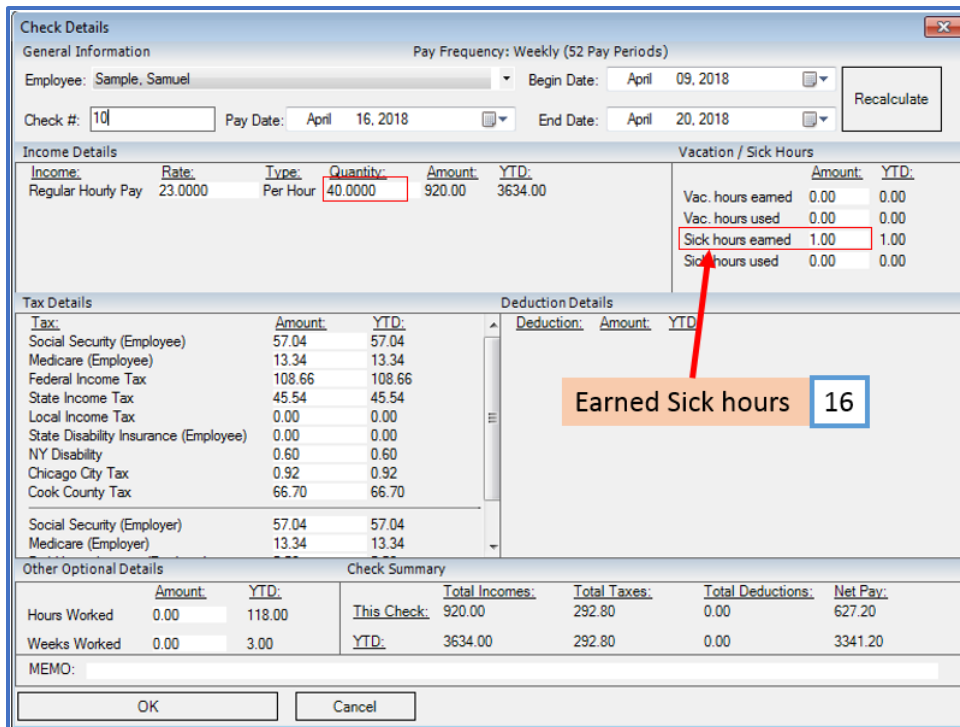 Check Details
General Information Pay Frequency: Weekly (52 Pay Periods)
Employee: Sample, Samuel Begin Date: April 09, 2018
Recalculate
Check #: 10 Pay Date: April 16, 2018 End Date: April 20, 2018
Income Details Vacation / Sick Hours
Income: Rate: Type: Quantity: Amount: YTD: Amount: YTD:
Regular Hourly Pay 23.0000 Per Hour 40.0000 920.00 3634.00
Vac. hours earned 0.00 0.00
Vac. hours used 0.00 0.00
Sick hours earned 1.00 1.00
Sick hours used 0.00 0.00
Tax Details Deduction Details
Tax: Amount: YTD: Deduction: Amount: YTD
Social Security (Employee) 57.04 57.04
Medicare (Employee) 13.34 13.34
Federal Income Tax 108.66 108.66
State Income Tax 45.54 45.54
Earned Sick hours 16
Local Income Tax 0.00 0.00
State Disability Insurance (Employee) 0.00 0.00
NY Disability 0.60 0.60
Chicago City Tax 0.92 0.92
Cook County Tax 66.70 66.70
Social Security (Employer) 57.04 57.04
Medicare (Employer) 13.34 13.34
Other Optional Details Check Summary
Amount: YTD: Total Incomes: Total Taxes: Total Deductions: Net Pay:
Hours Worked 0.00 118.00 This Check: 920.00 292.80 0.00 627.20
Weeks Worked 0.00 3.00 YTD: 3634.00 292.80 0.00 3341.20
MEMO:
OK Cancel